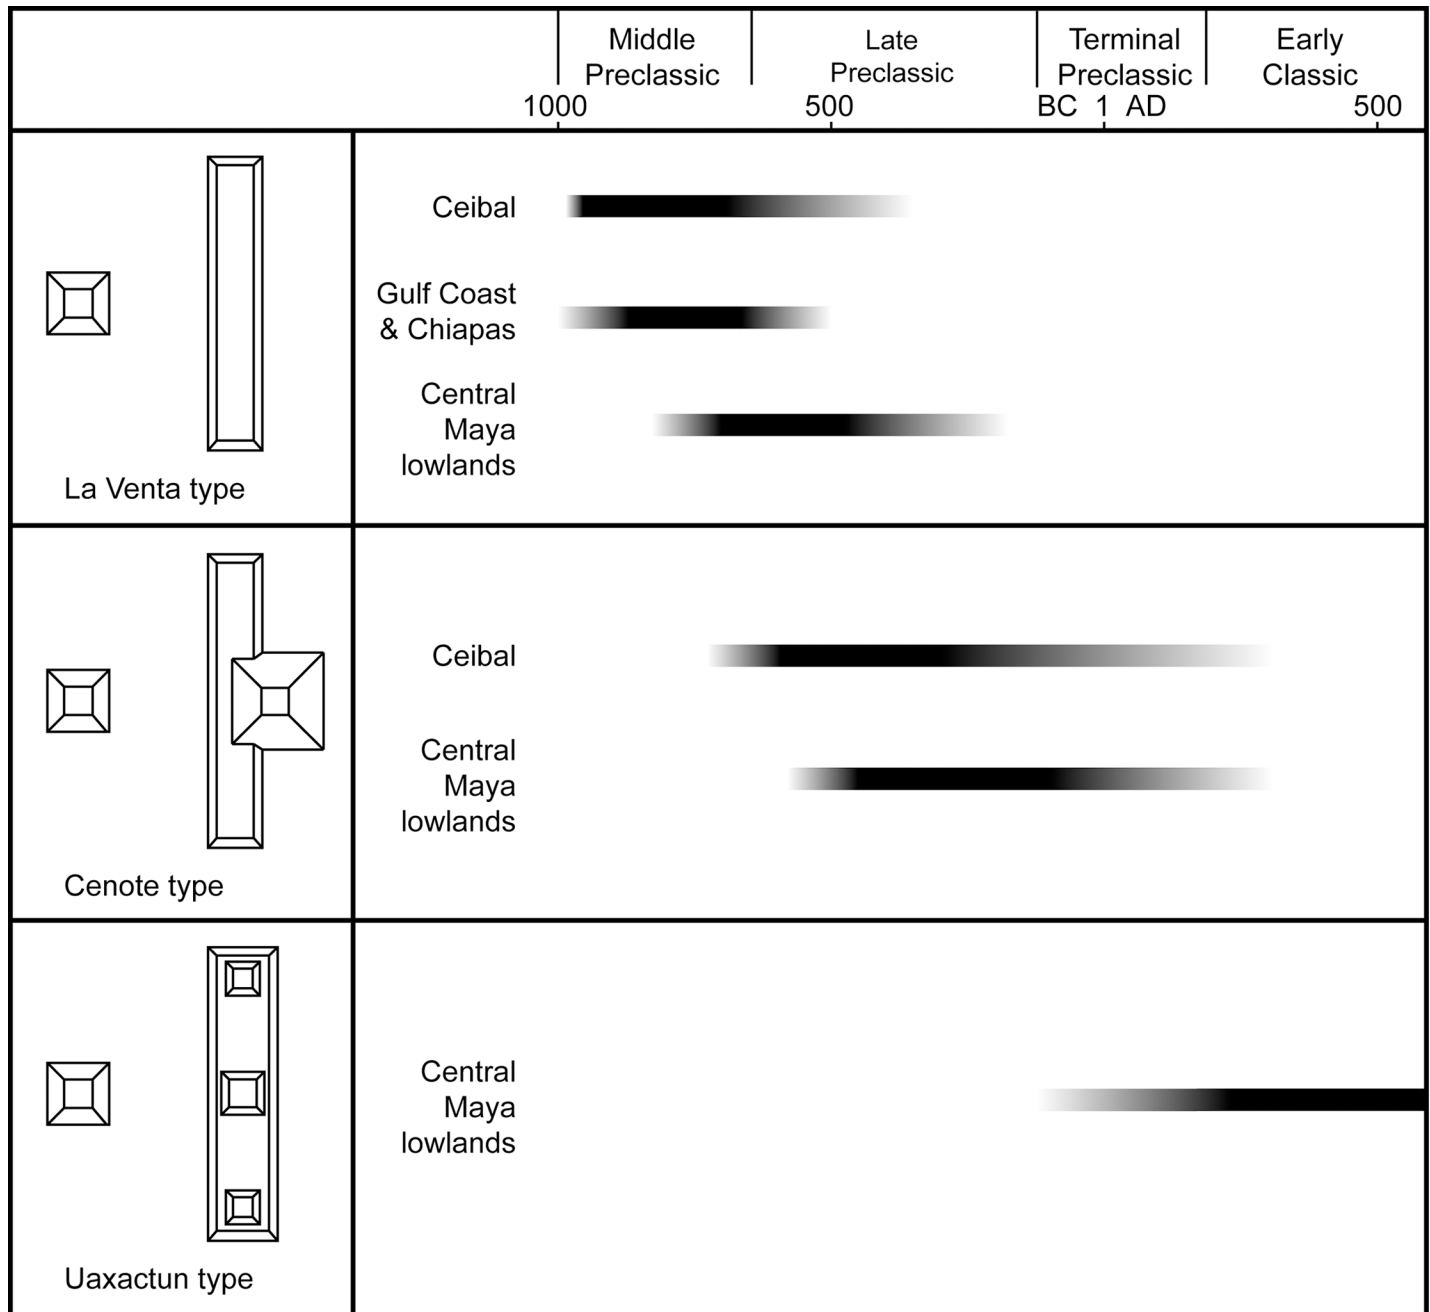 Middle
Preclassic
Late
Preclassic
Terminal
Preclassic
Early
Classic
1000
500
BC 1 AD
500
Ceibal
Gulf Coast
& Chiapas
Central
Maya
lowlands
La Venta type
Ceibal
Central
Maya
lowlands
Cenote type
Central
Maya
lowlands
Uaxactun type